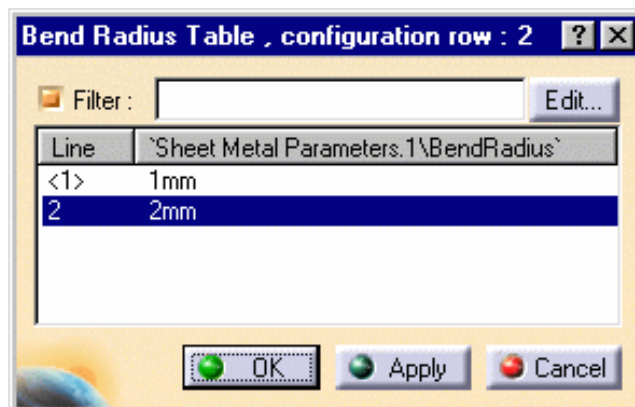 Bend Radius Table , configuration row : 2 ? X
Filter : Edit...
Line `Sheet Metal Parameters.1\BendRadius`
<1> 1mm
2 2mm
OK Apply Cancel